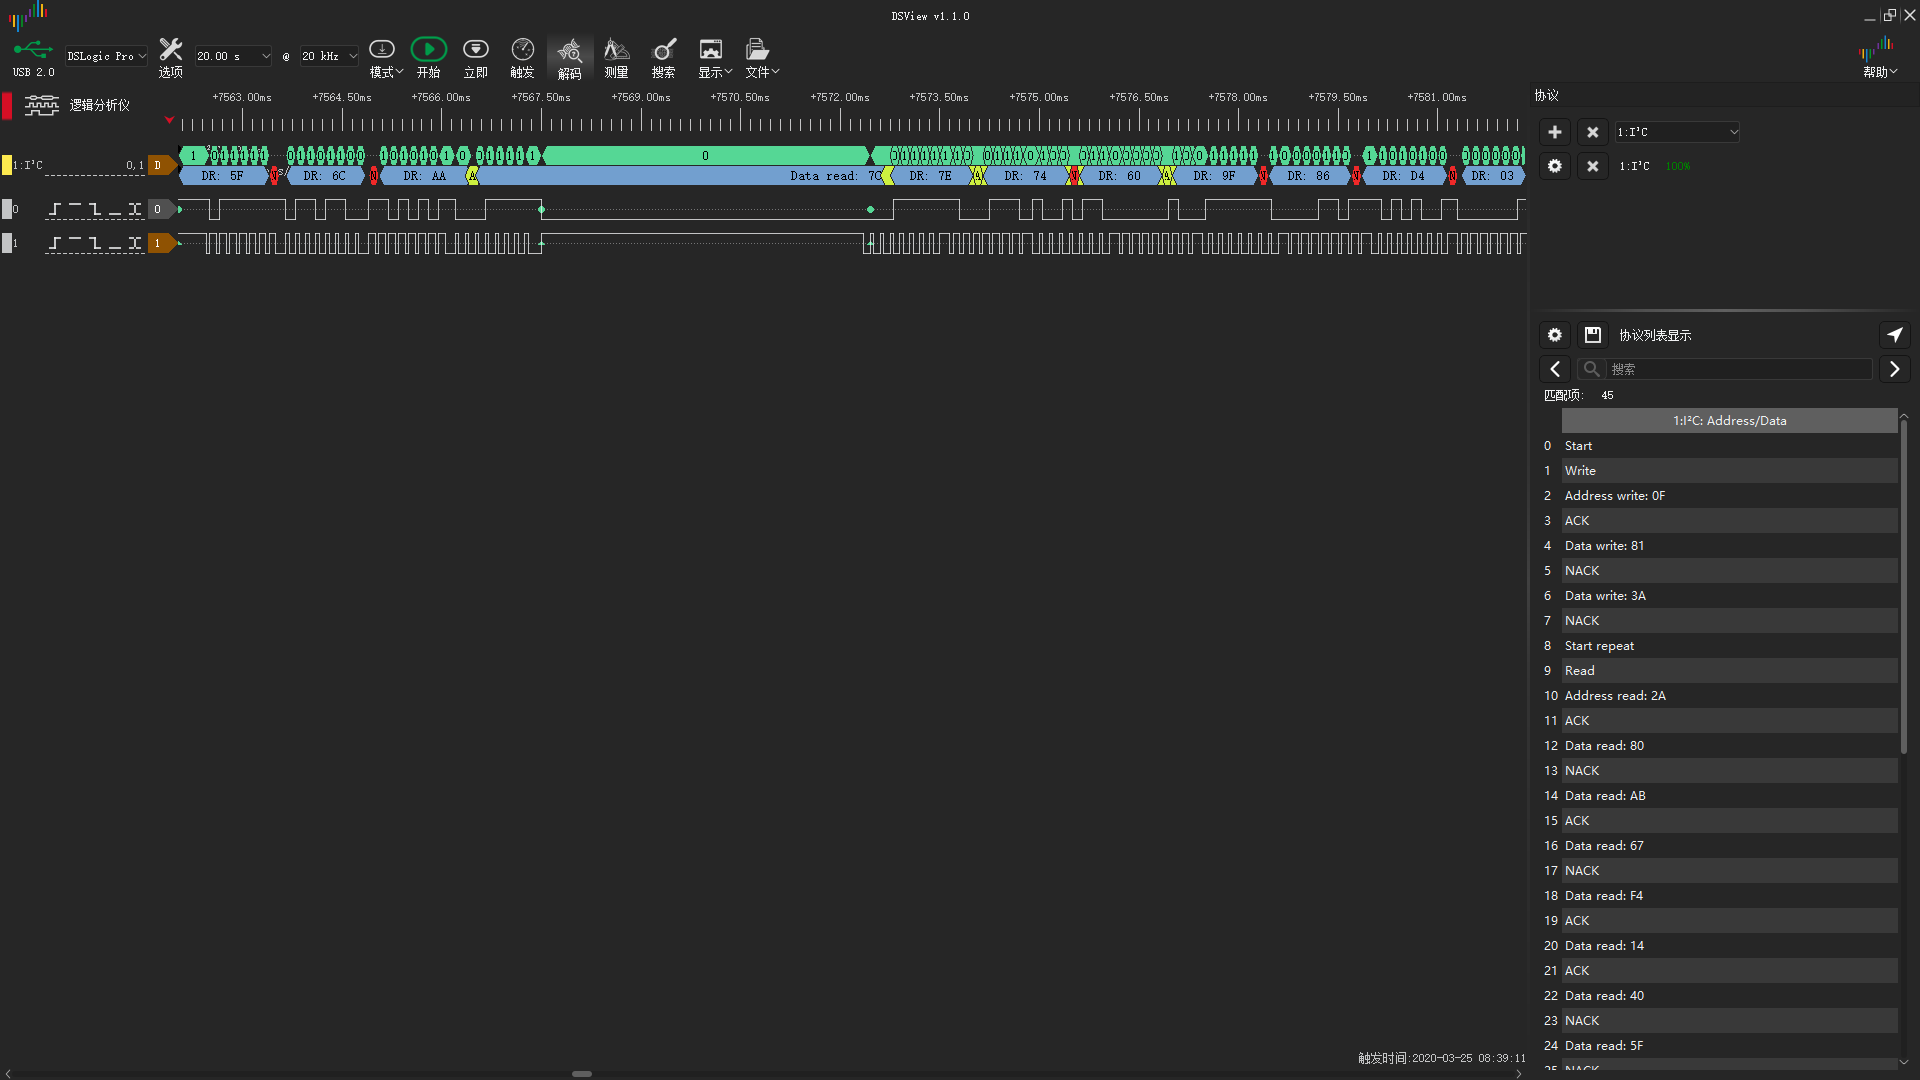 DSView v1.1.0
USB 2.0
DSLogic Pro
选项
20.00 s
@
20 kHz
模式
开始
立即
触发
解码
测量
搜索
显示
文件
帮助
逻辑分析仪
+7563.00ms +7564.50ms +7566.00ms +7567.50ms +7569.00ms +7570.50ms +7572.00ms +7573.50ms +7575.00ms +7576.50ms +7578.00ms +7579.50ms +7581.00ms
1:I²C 0,1 D
DR: 5F DR: 6C DR: AA A Data read: 7C DR: 7E A DR: 74 DR: 60 A DR: 9F DR: 86 DR: D4 N DR: 03
0 0
1 1
触发时间:2020-03-25 08:39:11
协议
1:I²C
1:I²C 100%
协议列表显示
搜索
匹配项: 45
1:I²C: Address/Data
0 Start
1 Write
2 Address write: 0F
3 ACK
4 Data write: 81
5 NACK
6 Data write: 3A
7 NACK
8 Start repeat
9 Read
10 Address read: 2A
11 ACK
12 Data read: 80
13 NACK
14 Data read: AB
15 ACK
16 Data read: 67
17 NACK
18 Data read: F4
19 ACK
20 Data read: 14
21 ACK
22 Data read: 40
23 NACK
24 Data read: 5F
25 NACK